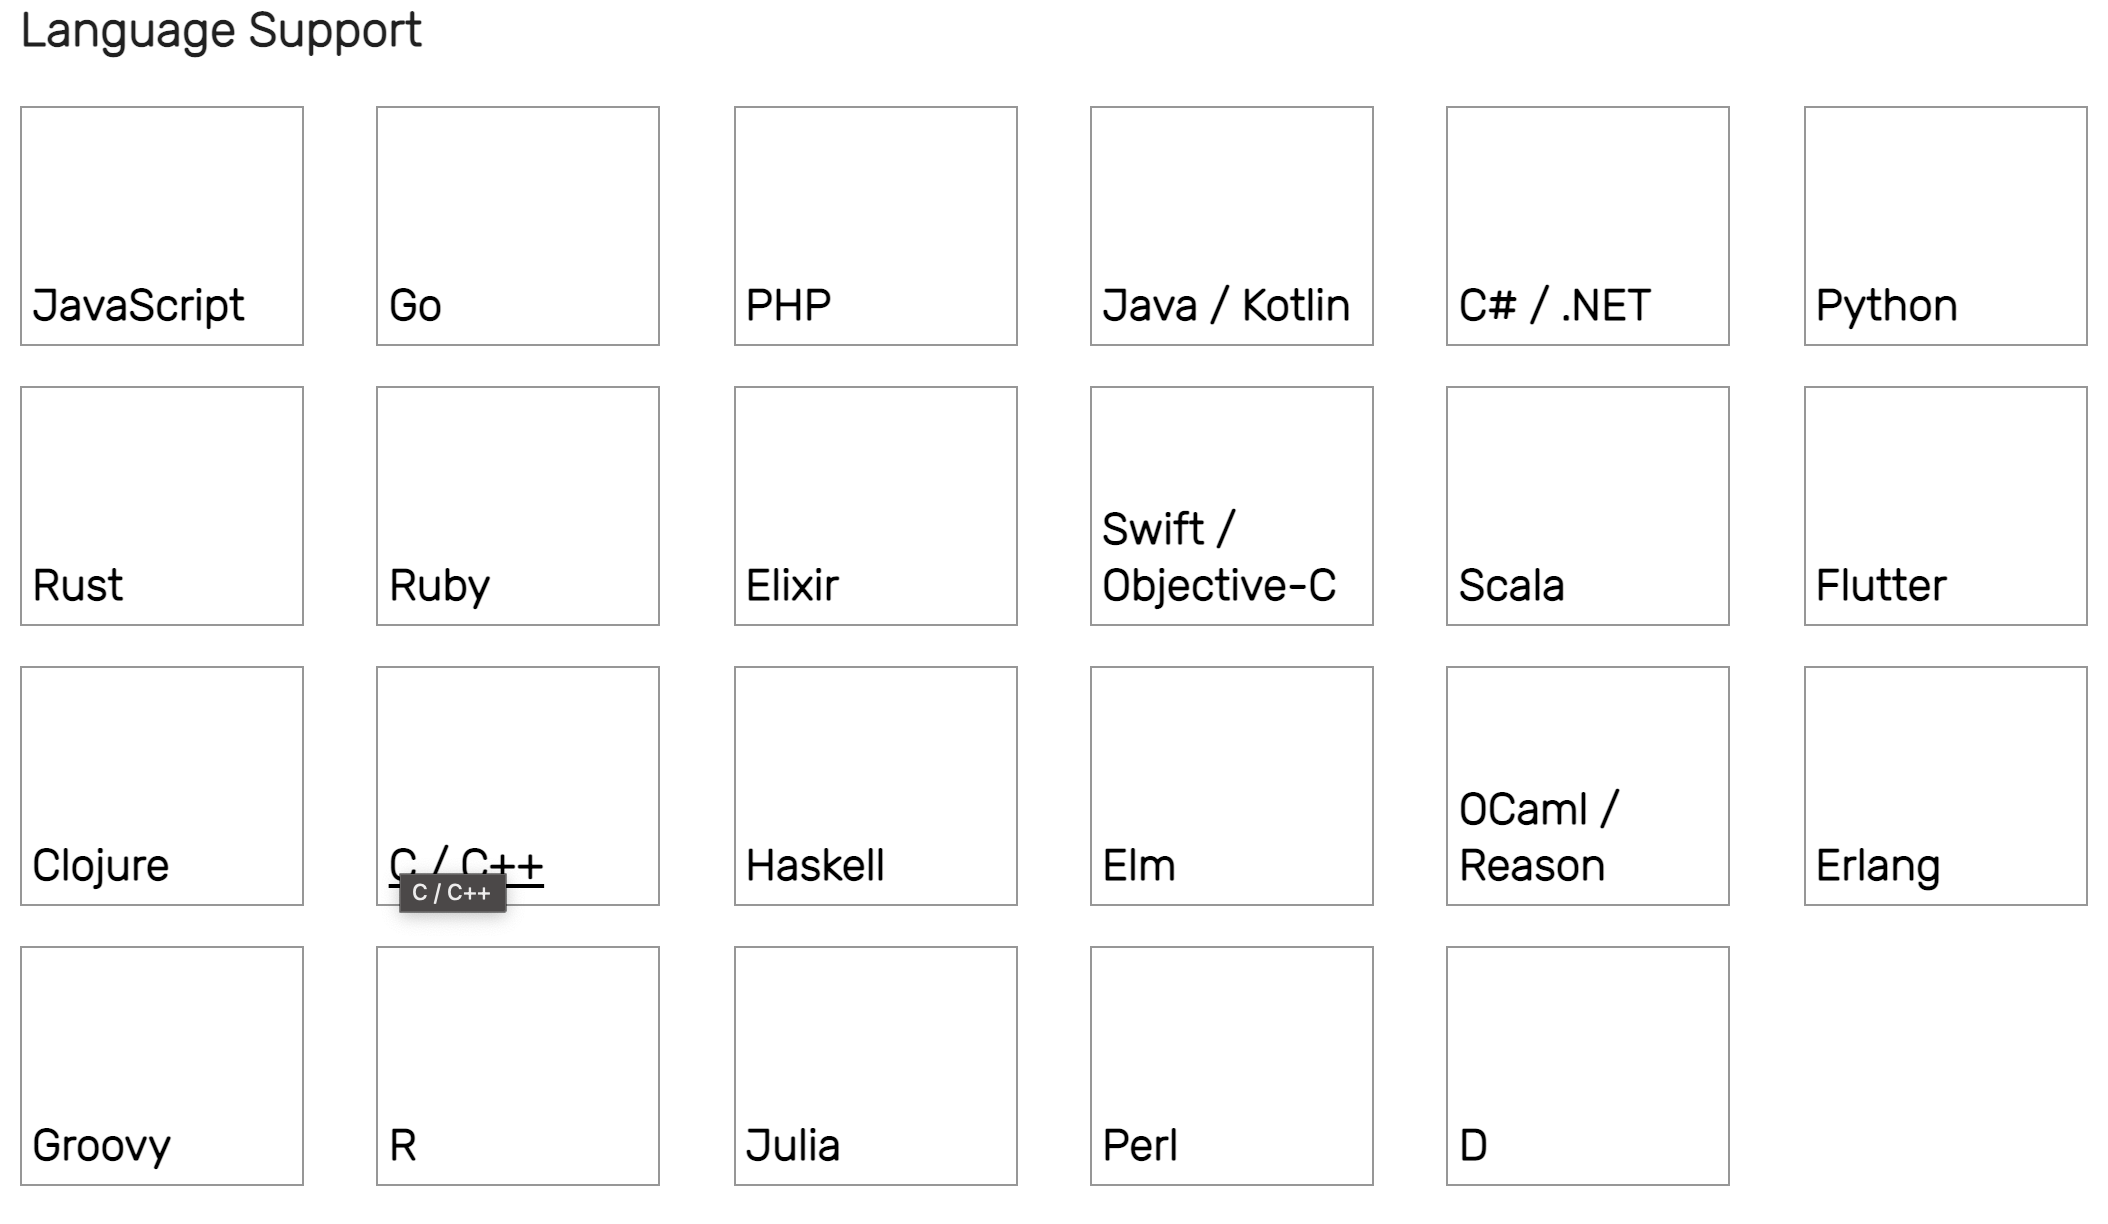 Language Support
JavaScript
Go
PHP
Java / Kotlin
C# / .NET
Python
Rust
Ruby
Elixir
Swift /
Objective-C
Scala
Flutter
Clojure
C / C++
C / C++
Haskell
Elm
OCaml /
Reason
Erlang
Groovy
R
Julia
Perl
D